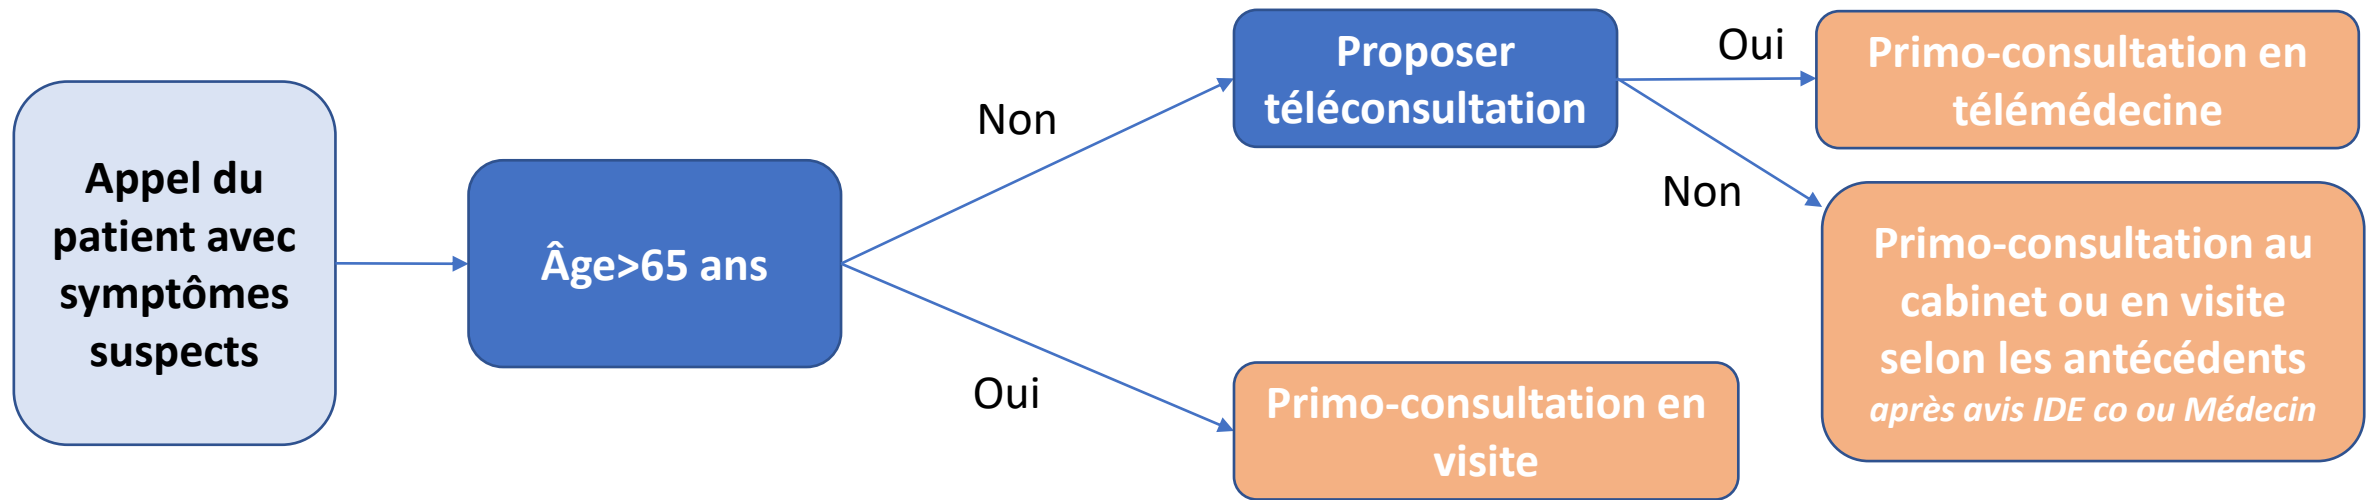 Appel du
patient avec
symptômes
suspects
Âge>65 ans
Non
Oui
Proposer
téléconsultation
Oui
Non
Primo-consultation en
télémédecine
Primo-consultation au
cabinet ou en visite
selon les antécédents
après avis IDE co ou Médecin
Primo-consultation en
visite